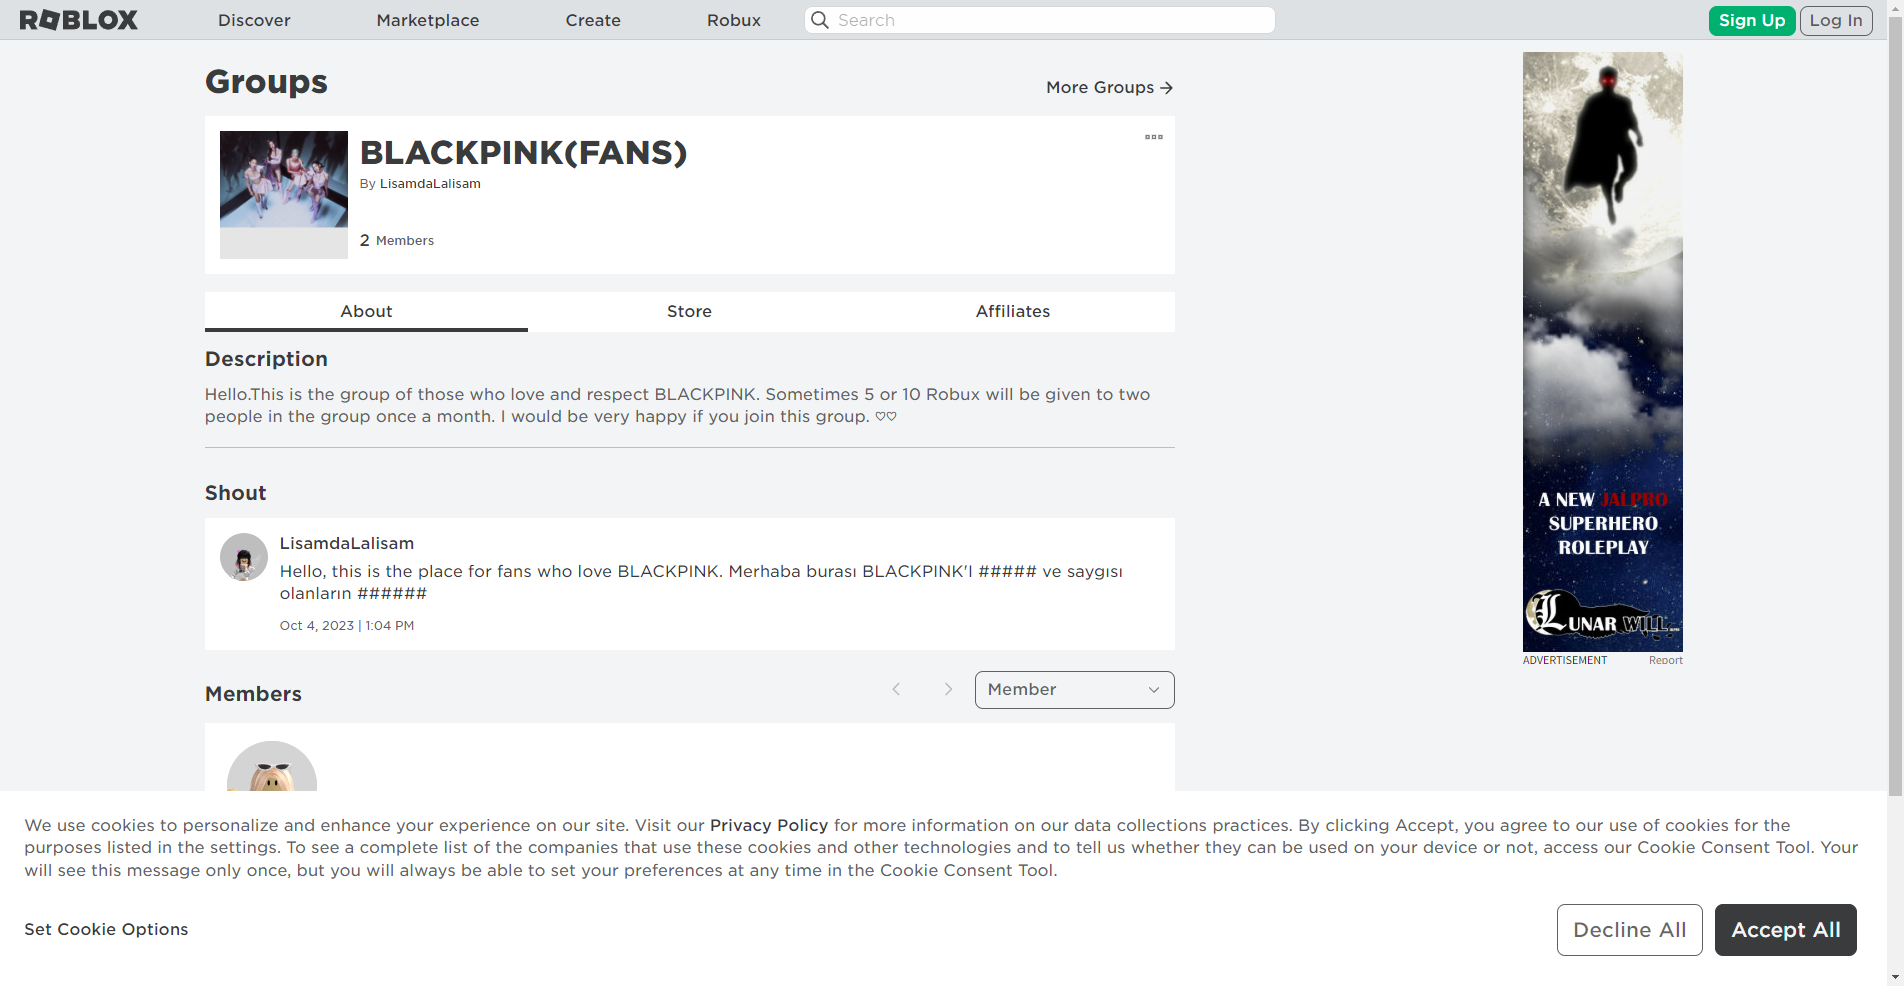 ROBLOX
Discover
Marketplace
Create
Robux
Search
Sign Up
Log In
Groups
More Groups →
BLACKPINK(FANS)
By LisamdaLalisam
2 Members
About
Store
Affiliates
Description
Hello.This is the group of those who love and respect BLACKPINK. Sometimes 5 or 10 Robux will be given to two
people in the group once a month. I would be very happy if you join this group. ♡♡
Shout
LisamdaLalisam
Hello, this is the place for fans who love BLACKPINK. Merhaba burası BLACKPINK'I ##### ve saygısı
olanların ######
Oct 4, 2023 | 1:04 PM
Members
Member
A NEW JAILPRO
SUPERHERO
ROLEPLAY
LUNAR WILL
ADVERTISEMENT
Report
We use cookies to personalize and enhance your experience on our site. Visit our Privacy Policy for more information on our data collections practices. By clicking Accept, you agree to our use of cookies for the
purposes listed in the settings. To see a complete list of the companies that use these cookies and other technologies and to tell us whether they can be used on your device or not, access our Cookie Consent Tool. Your
will see this message only once, but you will always be able to set your preferences at any time in the Cookie Consent Tool.
Set Cookie Options
Decline All
Accept All